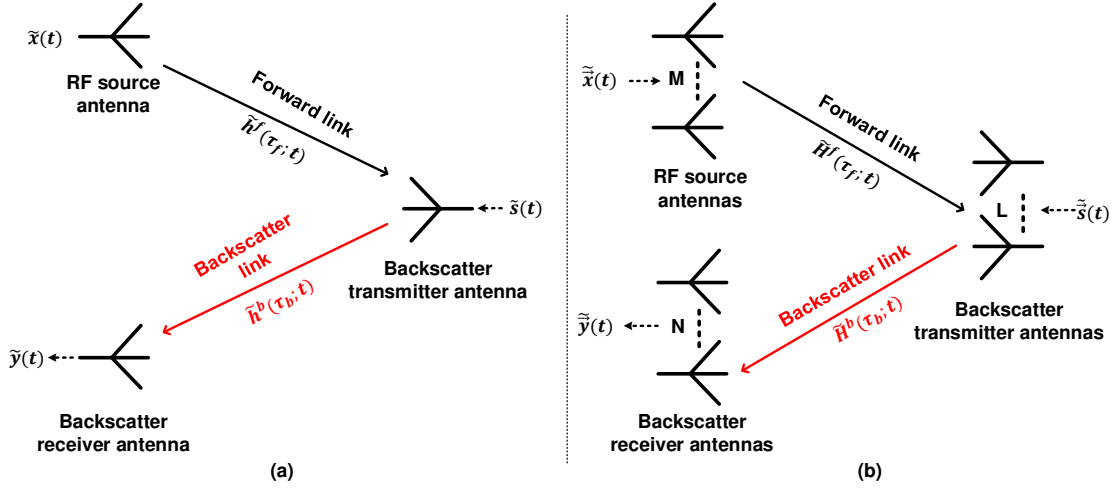 x̃(t)
RF source
antenna
Forward link
h̃ᶠ(τ_f; t)
s̃(t)
Backscatter
transmitter antenna
Backscatter
link
h̃ᵇ(τ_b; t)
ỹ(t)
Backscatter
receiver antenna
(a)
x̃⃗(t)
M
RF source
antennas
Forward link
H̃ᶠ(τ_f; t)
L
s̃⃗(t)
Backscatter
transmitter antennas
Backscatter link
H̃ᵇ(τ_b; t)
ỹ⃗(t)
N
Backscatter
receiver antennas
(b)